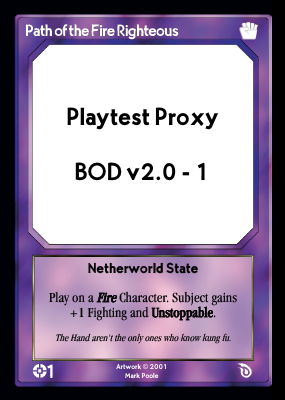 Path of the Fire Righteous
Playtest Proxy
BOD v2.0 - 1
Netherworld State
Play on a Fire Character. Subject gains
+1 Fighting and Unstoppable.
The Hand aren't the only ones who know kung fu.
1
Artwork © 2001
Mark Poole